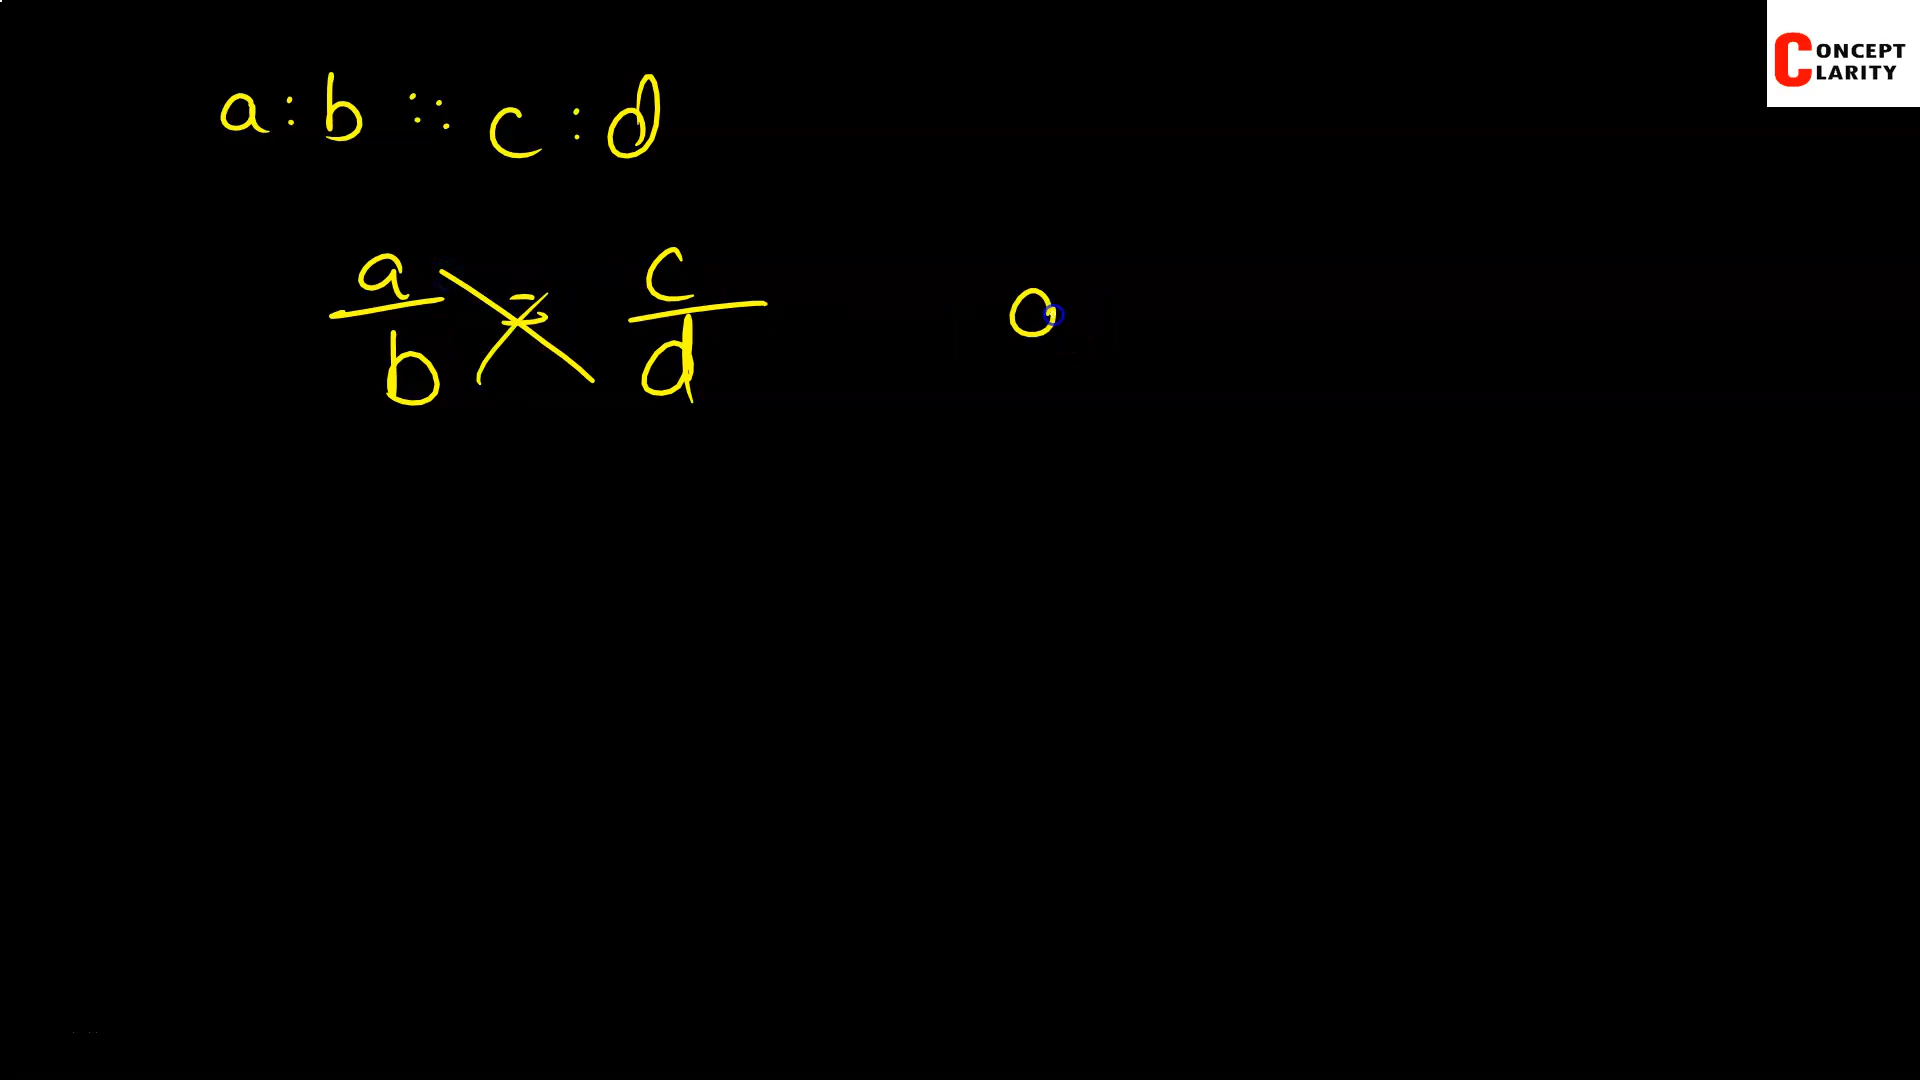 CONCEPT
CLARITY
a : b :: c : d
a/b = c/d